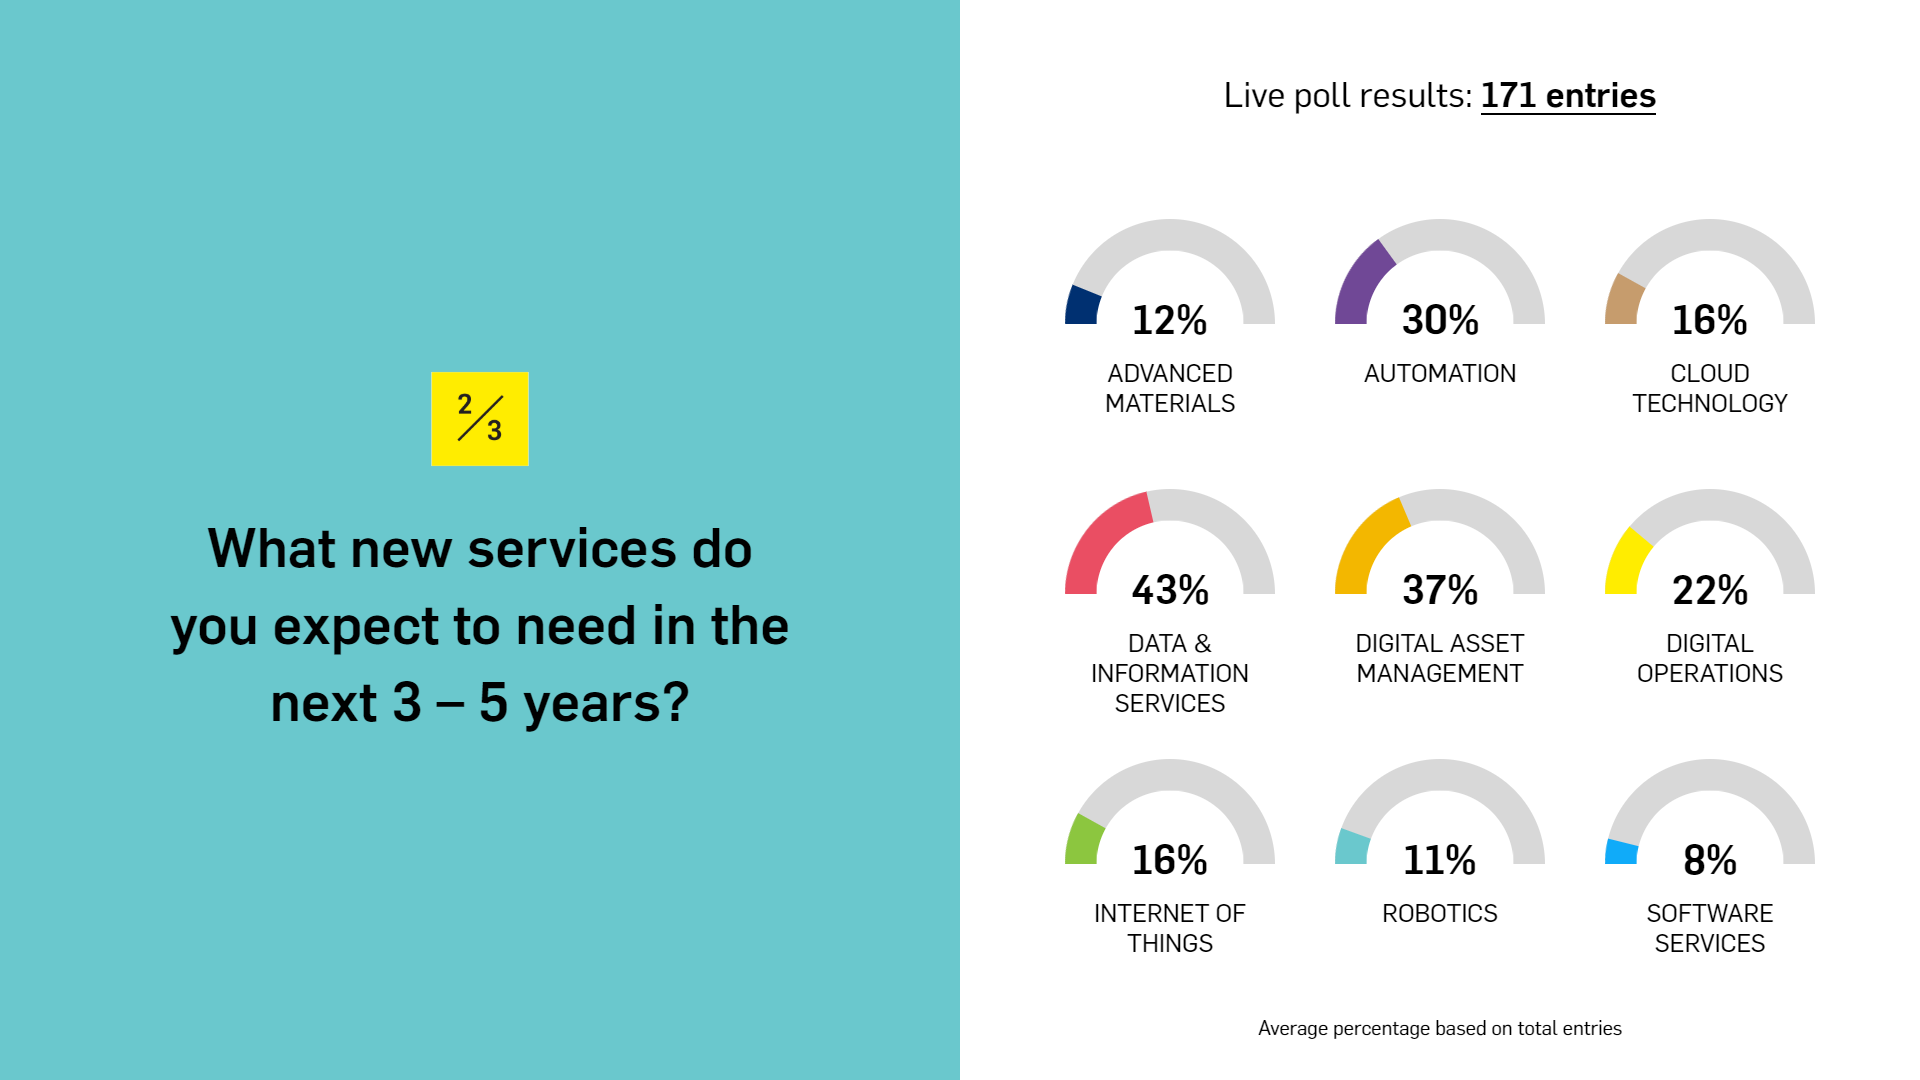 2/3
What new services do
you expect to need in the
next 3 – 5 years?
Live poll results: 171 entries
12%
ADVANCED
MATERIALS
30%
AUTOMATION
16%
CLOUD
TECHNOLOGY
43%
DATA &
INFORMATION
SERVICES
37%
DIGITAL ASSET
MANAGEMENT
22%
DIGITAL
OPERATIONS
16%
INTERNET OF
THINGS
11%
ROBOTICS
8%
SOFTWARE
SERVICES
Average percentage based on total entries